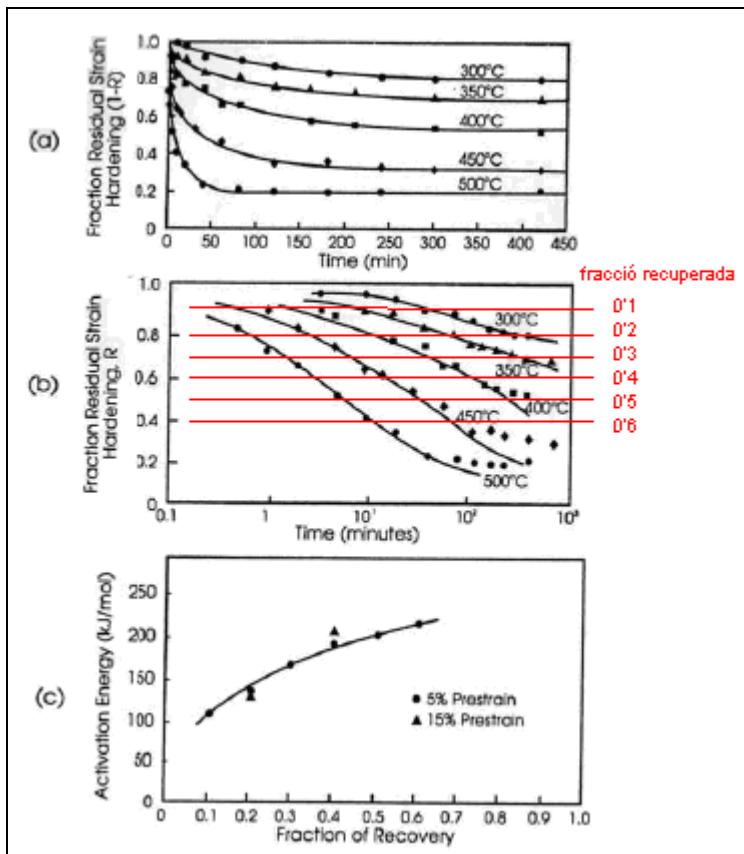 (a)
Fraction Residual Strain
Hardening (1-R)
1.0
0.8
0.6
0.4
0.2
0
300°C
350°C
400°C
450°C
500°C
0 50 100 150 200 250 300 350 400 450
Time (min)
fracció recuperada
(b)
Fraction Residual Strain
Hardening, R
1.0
0.8
0.6
0.4
0.2
0
0'1
0'2
0'3
0'4
0'5
0'6
300°C
350°C
400°C
450°C
500°C
0.1 1 10¹ 10² 10³
Time (minutes)
(c)
Activation Energy (kJ/mol)
250
200
150
100
50
0
5% Prestrain
15% Prestrain
0 0.1 0.2 0.3 0.4 0.5 0.6 0.7 0.8 0.9 1.0
Fraction of Recovery